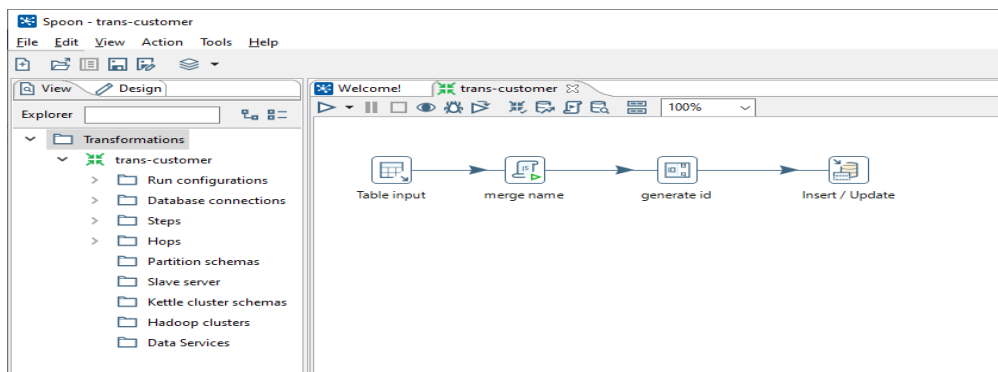 Spoon - trans-customer
File Edit View Action Tools Help
View Design
Explorer
Transformations
trans-customer
Run configurations
Database connections
Steps
Hops
Partition schemas
Slave server
Kettle cluster schemas
Hadoop clusters
Data Services
Welcome! trans-customer
100%
Table input merge name generate id Insert / Update